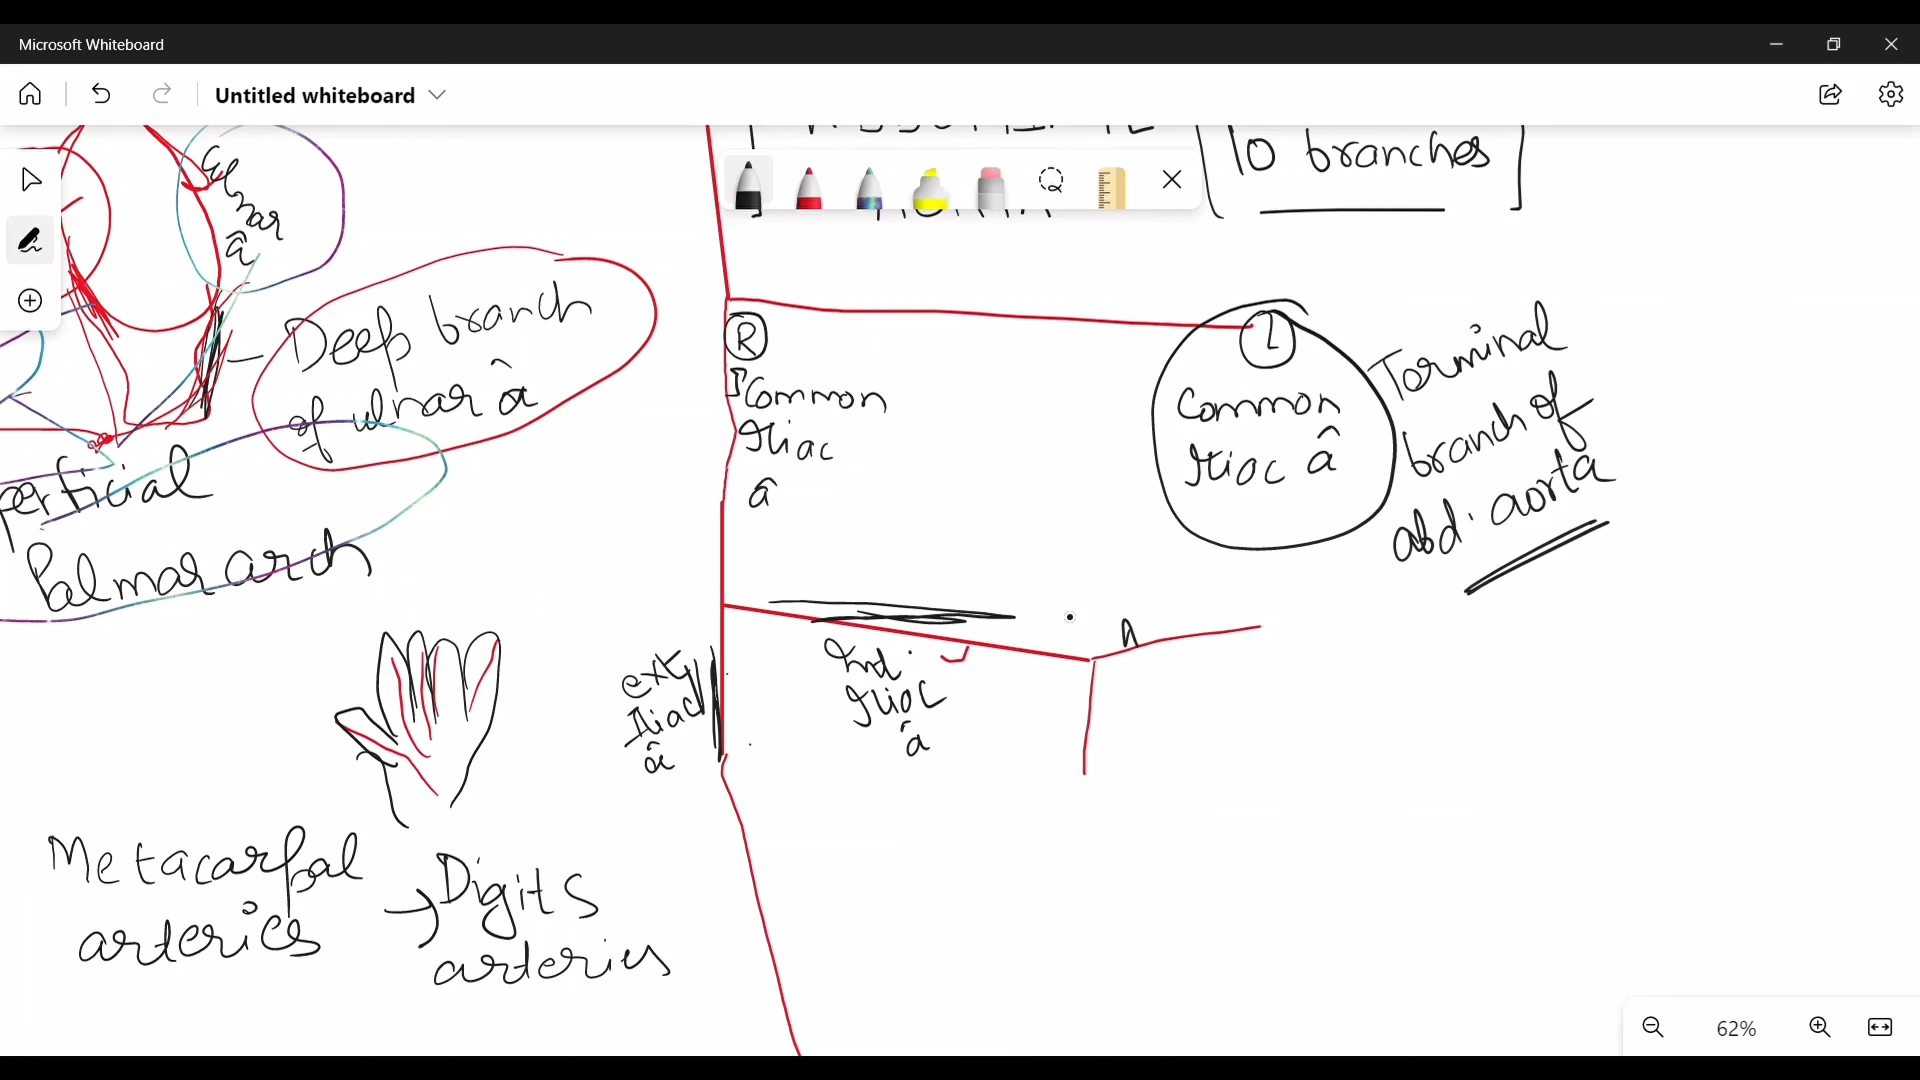 Microsoft Whiteboard
Untitled whiteboard
10 branches
Ulnar
â
Deep branch
of ulnar â
perficial
Palmar arch
Metacarpal
arteries
→ Digits
arteries
R
Common
Iliac
â
L
Common
Iliac â
Terminal
branch of
abd. aorta
ext
Iliac
â
Int.
Iliac
â
A
62%